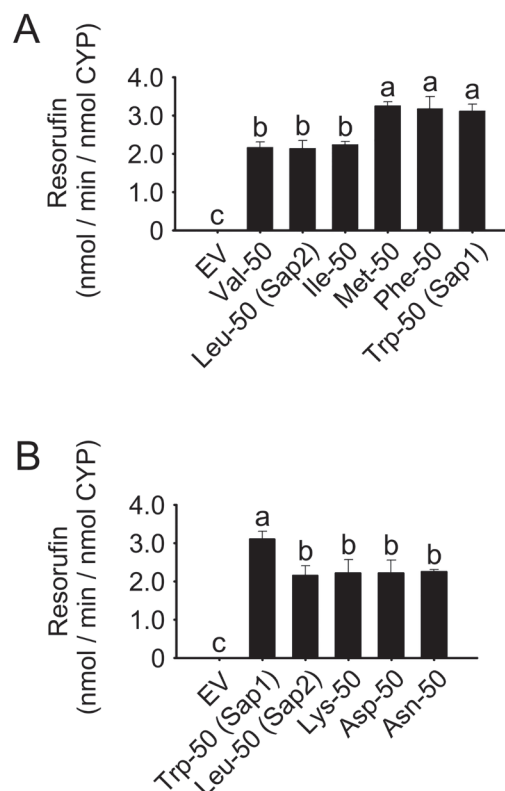 A
Resorufin
(nmol / min / nmol CYP)
4.0
3.0
2.0
1.0
0
c
b
b
b
a
a
a
EV
Val-50
Leu-50 (Sap2)
Ile-50
Met-50
Phe-50
Trp-50 (Sap1)
B
Resorufin
(nmol / min / nmol CYP)
4.0
3.0
2.0
1.0
0
c
a
b
b
b
b
EV
Trp-50 (Sap1)
Leu-50 (Sap2)
Lys-50
Asp-50
Asn-50